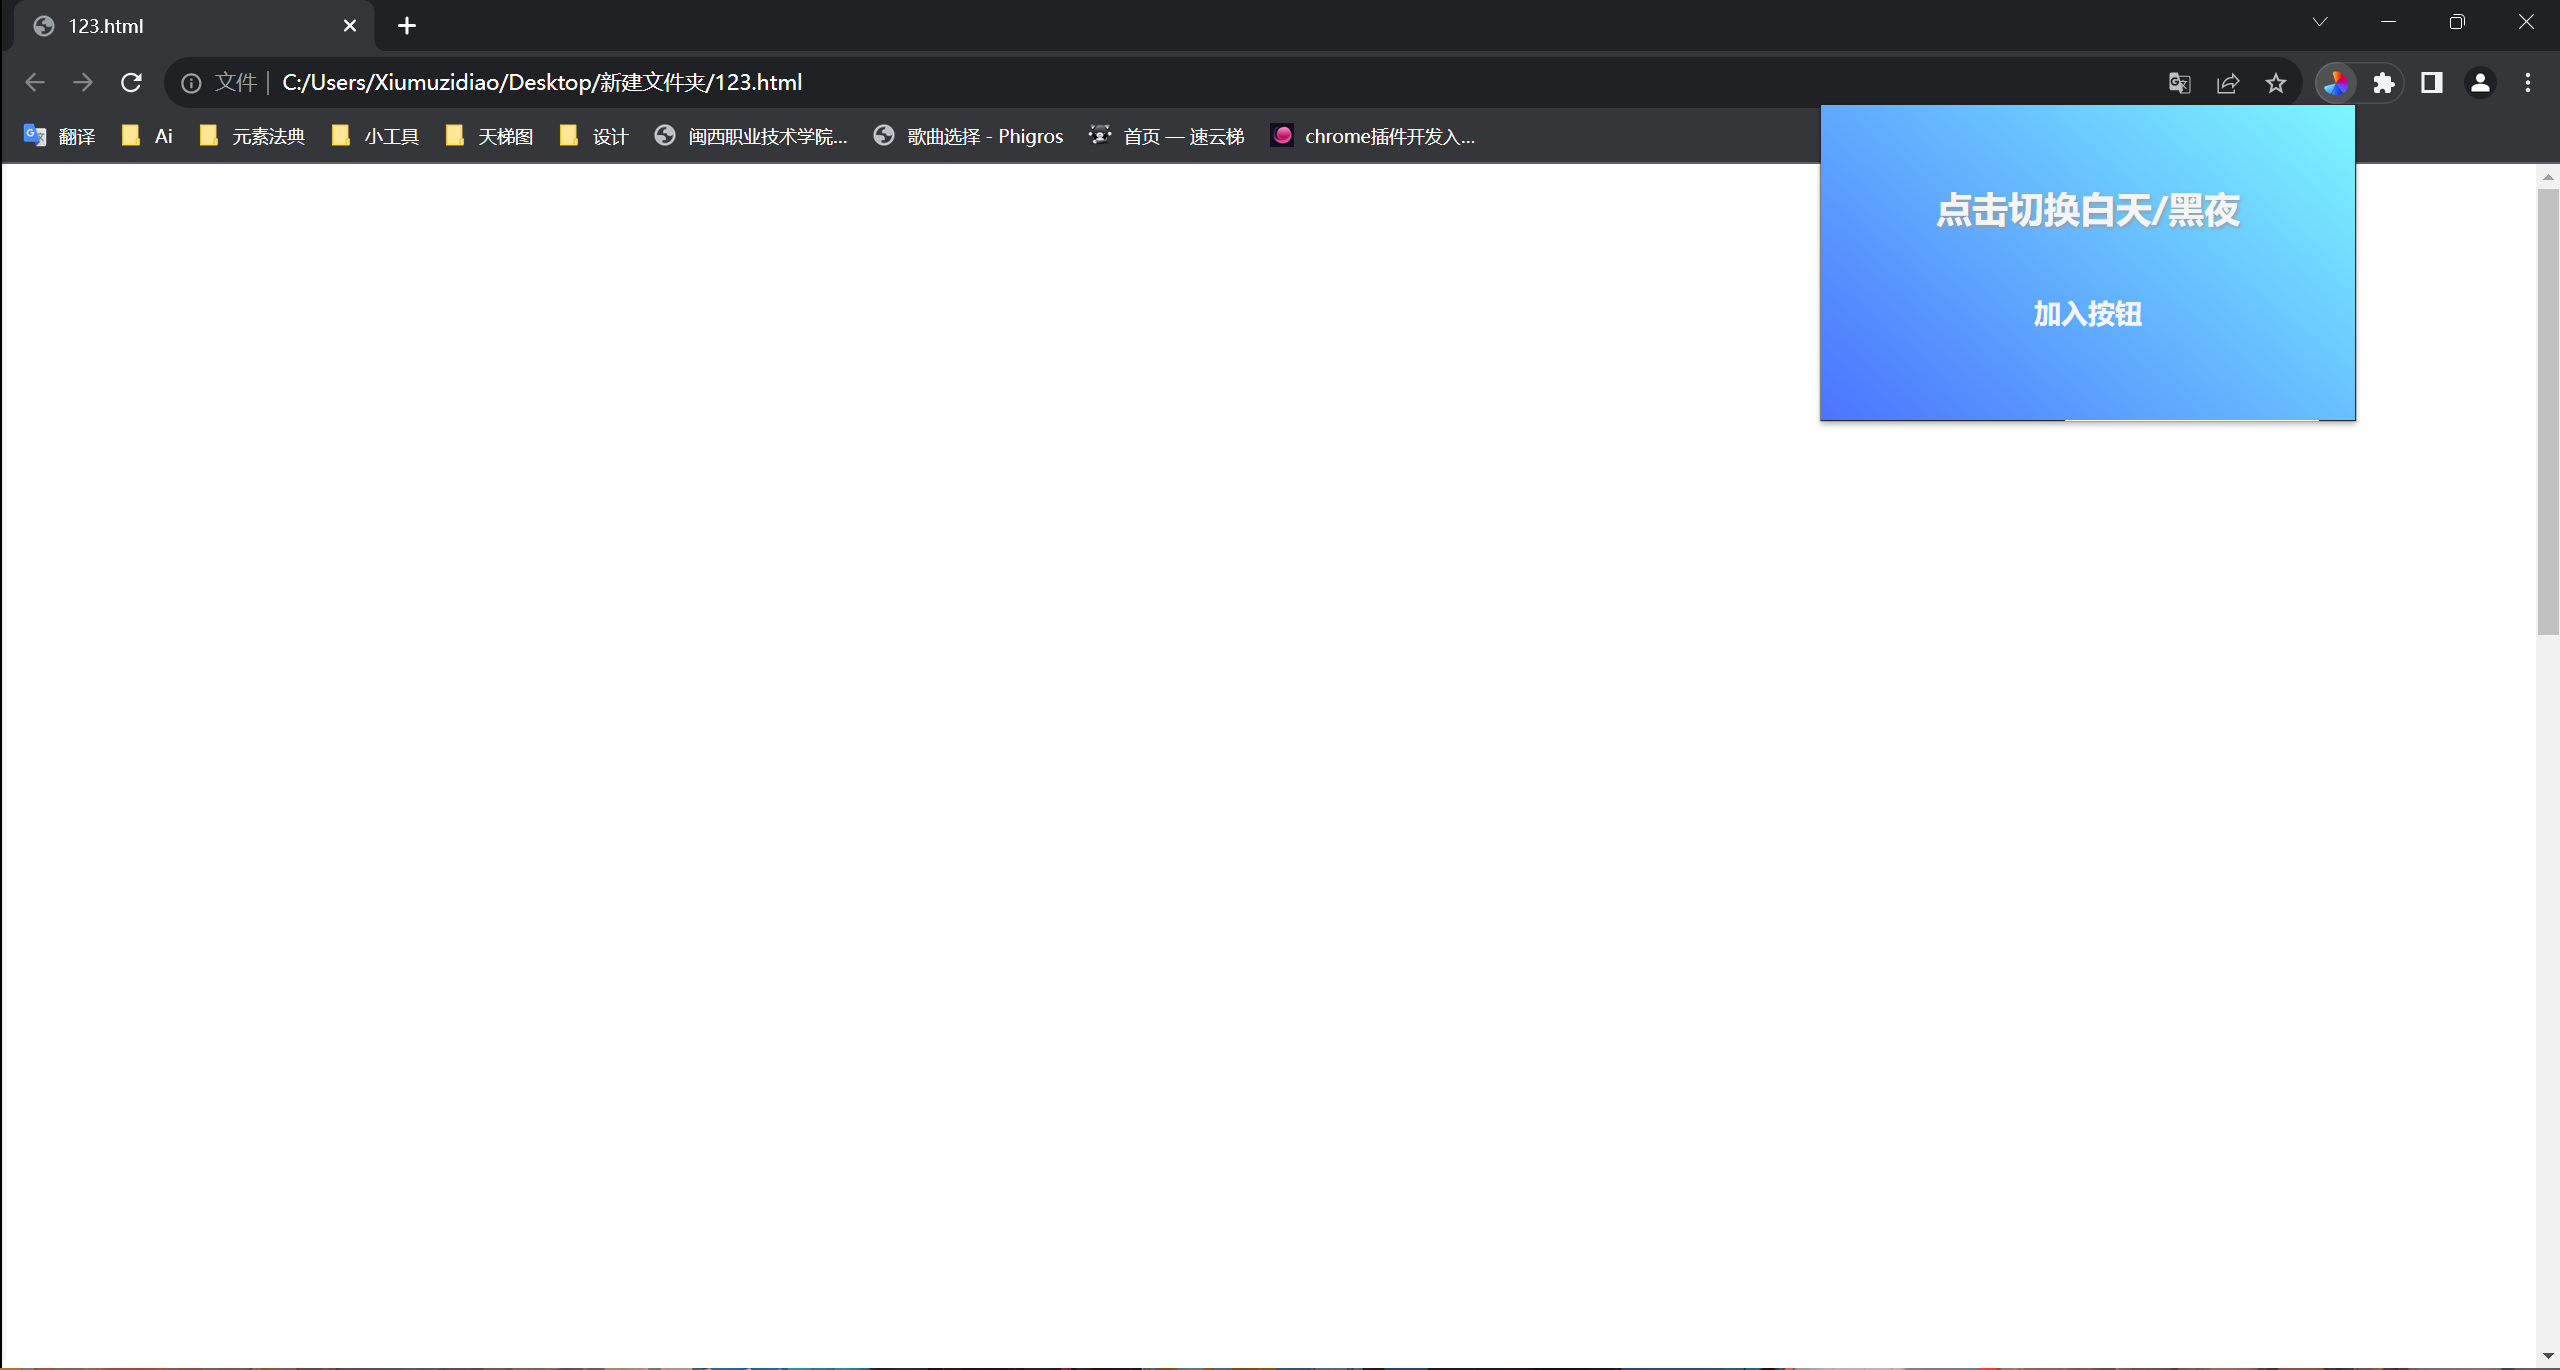 123.html
文件 | C:/Users/Xiumuzidiao/Desktop/新建文件夹/123.html
翻译 Ai 元素法典 小工具 天梯图 设计 闽西职业技术学院... 歌曲选择 - Phigros 首页 — 速云梯 chrome插件开发入...
点击切换白天/黑夜
加入按钮